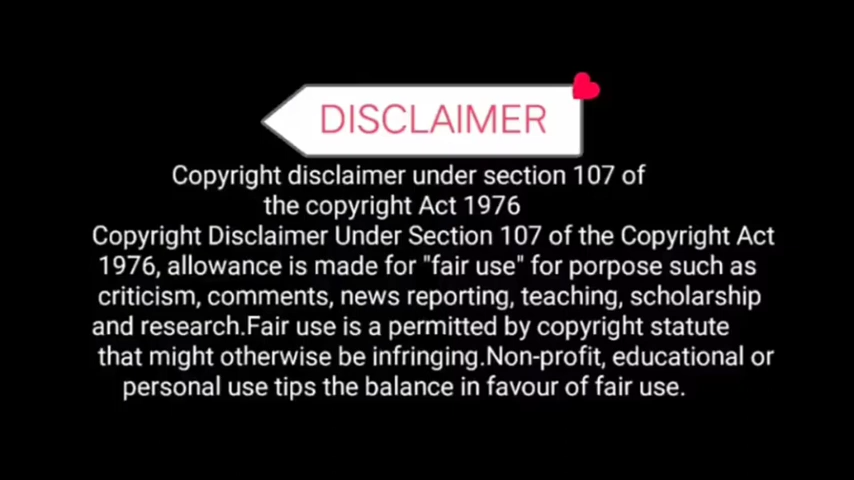 DISCLAIMER
Copyright disclaimer under section 107 of
the copyright Act 1976
Copyright Disclaimer Under Section 107 of the Copyright Act
1976, allowance is made for "fair use" for porpose such as
criticism, comments, news reporting, teaching, scholarship
and research.Fair use is a permitted by copyright statute
that might otherwise be infringing.Non-profit, educational or
personal use tips the balance in favour of fair use.